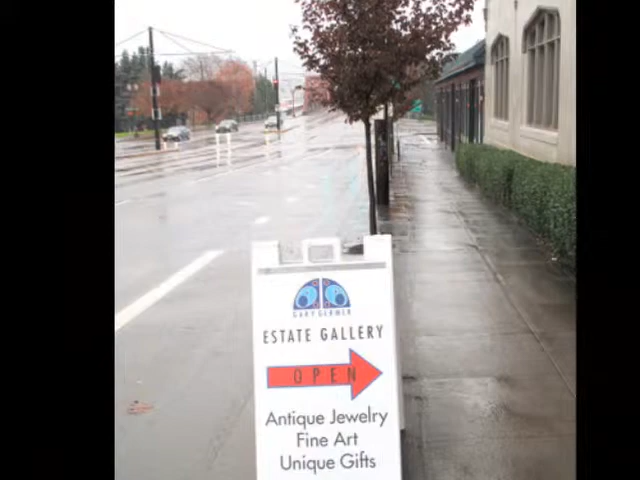 GARY GERMER
ESTATE GALLERY
OPEN
Antique Jewelry
Fine Art
Unique Gifts